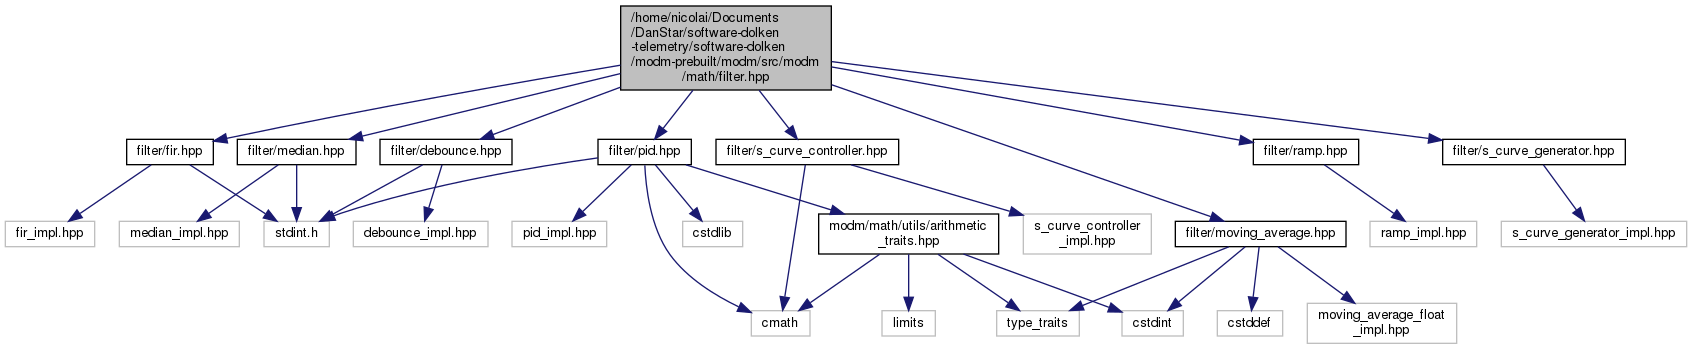 /home/nicolai/Documents
/DanStar/software-dolken
-telemetry/software-dolken
/modm-prebuilt/modm/src/modm
/math/filter.hpp
filter/fir.hpp
filter/median.hpp
filter/debounce.hpp
filter/pid.hpp
filter/s_curve_controller.hpp
filter/ramp.hpp
filter/s_curve_generator.hpp
fir_impl.hpp
median_impl.hpp
stdint.h
debounce_impl.hpp
pid_impl.hpp
cstdlib
modm/math/utils/arithmetic
_traits.hpp
s_curve_controller
_impl.hpp
filter/moving_average.hpp
ramp_impl.hpp
s_curve_generator_impl.hpp
cmath
limits
type_traits
cstdint
cstddef
moving_average_float
_impl.hpp